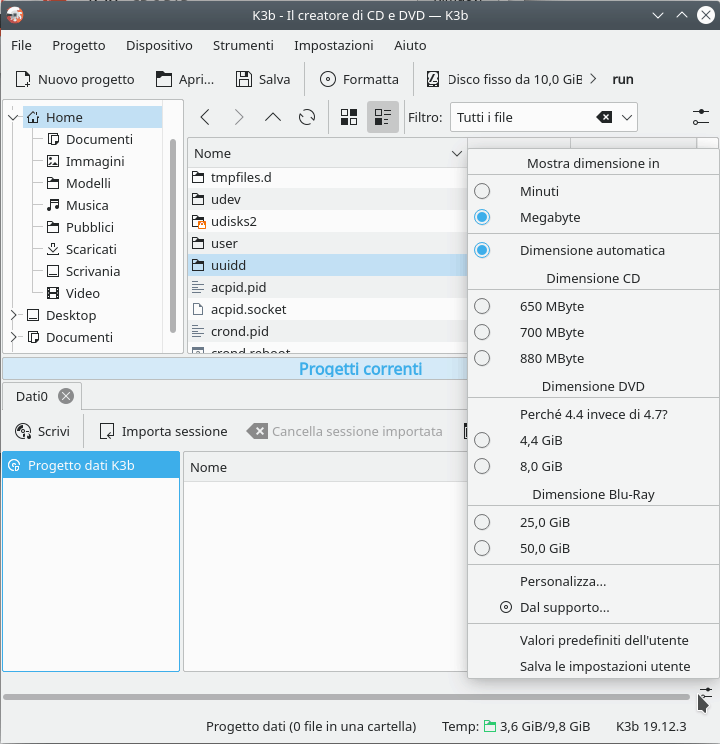 K3b - Il creatore di CD e DVD — K3b
File Progetto Dispositivo Strumenti Impostazioni Aiuto
Nuovo progetto Apri... Salva Formatta Disco fisso da 10,0 GiB run
Home
Documenti
Immagini
Modelli
Musica
Pubblici
Scaricati
Scrivania
Video
Desktop
Documenti
Filtro: Tutti i file
Nome
tmpfiles.d
udev
udisks2
user
uuidd
acpid.pid
acpid.socket
crond.pid
crond.reboot
Progetti correnti
Dati0
Scrivi Importa sessione Cancella sessione importata
Progetto dati K3b
Nome
Mostra dimensione in
Minuti
Megabyte
Dimensione automatica
Dimensione CD
650 MByte
700 MByte
880 MByte
Dimensione DVD
Perché 4.4 invece di 4.7?
4,4 GiB
8,0 GiB
Dimensione Blu-Ray
25,0 GiB
50,0 GiB
Personalizza...
Dal supporto...
Valori predefiniti dell'utente
Salva le impostazioni utente
Progetto dati (0 file in una cartella) Temp: 3,6 GiB/9,8 GiB K3b 19.12.3